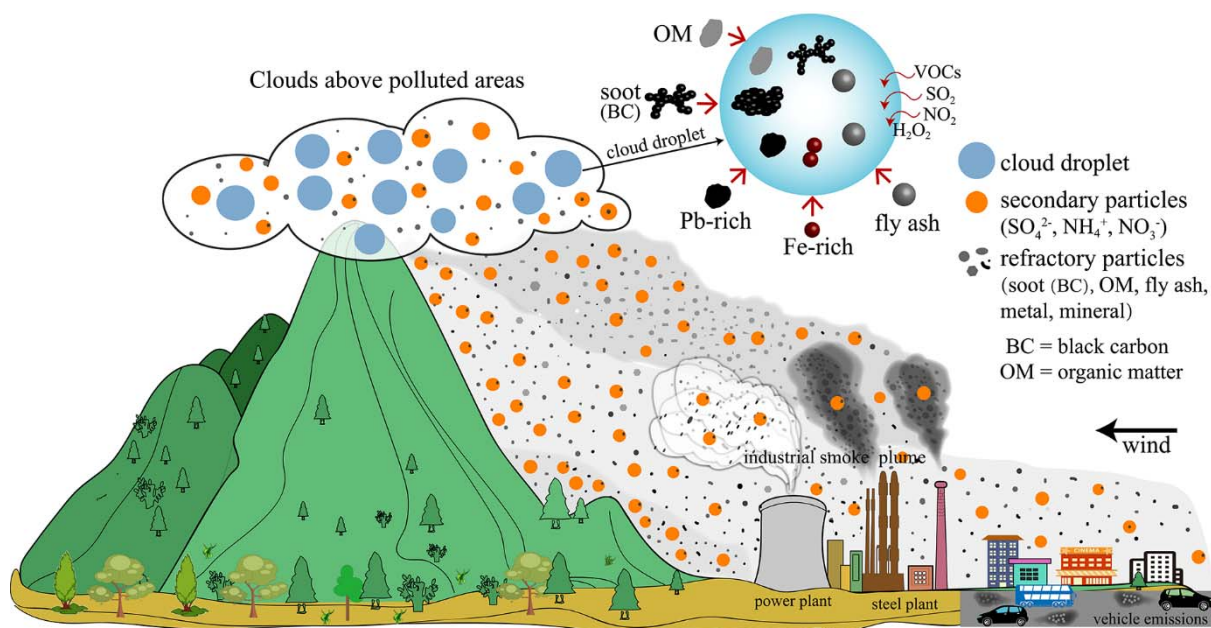 Clouds above polluted areas
OM
soot
(BC)
cloud droplet
Pb-rich
Fe-rich
fly ash
VOCs
SO₂
NO₂
H₂O₂
cloud droplet
secondary particles
(SO₄²⁻, NH₄⁺, NO₃⁻)
refractory particles
(soot (BC), OM, fly ash,
metal, mineral)
BC = black carbon
OM = organic matter
wind
industrial smoke plume
CINEMA
power plant
steel plant
vehicle emissions